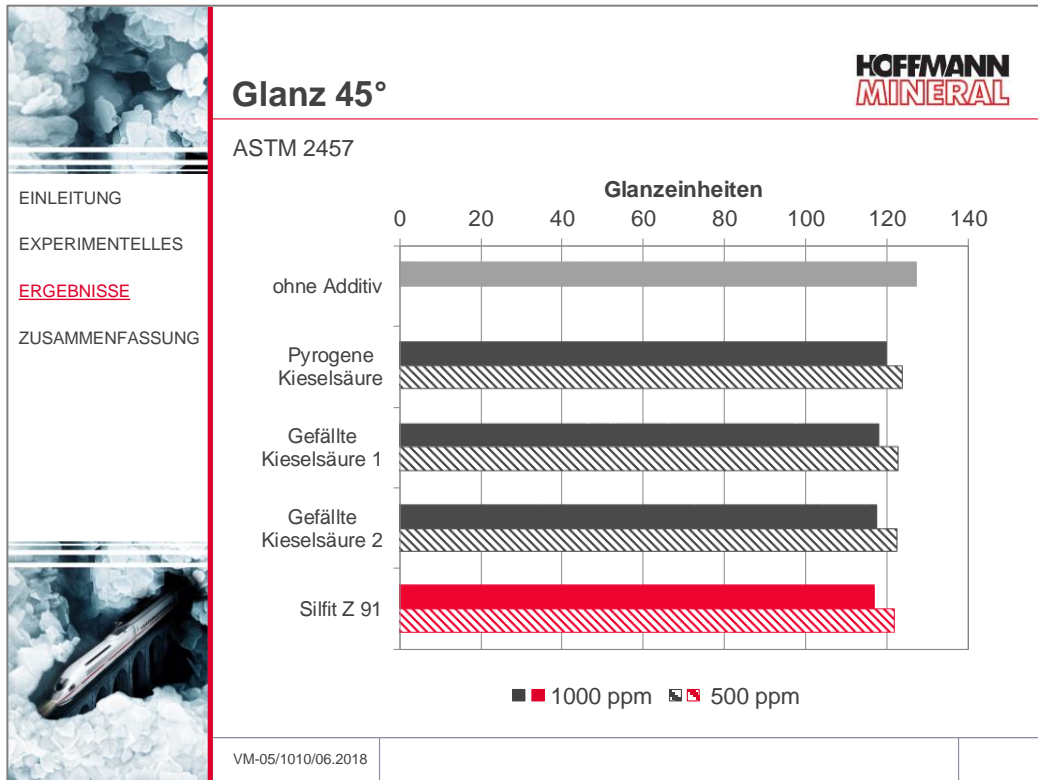 Glanz 45°
HOFFMANN
MINERAL
ASTM 2457
EINLEITUNG
EXPERIMENTELLES
ERGEBNISSE
ZUSAMMENFASSUNG
Glanzeinheiten
0 20 40 60 80 100 120 140
ohne Additiv
Pyrogene
Kieselsäure
Gefällte
Kieselsäure 1
Gefällte
Kieselsäure 2
Silfit Z 91
1000 ppm 500 ppm
VM-05/1010/06.2018